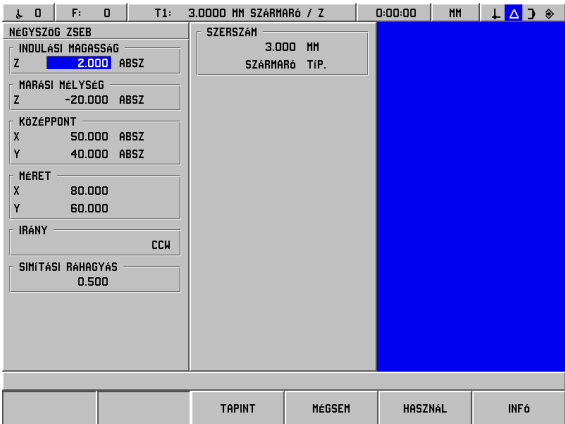 0 F: 0 T1: 3.0000 MM SZÁRMARó / Z 0:00:00 MM
NéGYSZöG ZSEB
INDULÁSI MAGASSÁG
Z 2.000 ABSZ
MARÁSI MéLYSéG
Z -20.000 ABSZ
KöZéPPONT
X 50.000 ABSZ
Y 40.000 ABSZ
MéRET
X 80.000
Y 60.000
IRÁNY
CCW
SIMíTÁSI RÁHAGYÁS
0.500
SZERSZÁM
3.000 MM
SZÁRMARó TíP.
TAPINT MéGSEM HASZNÁL INFó